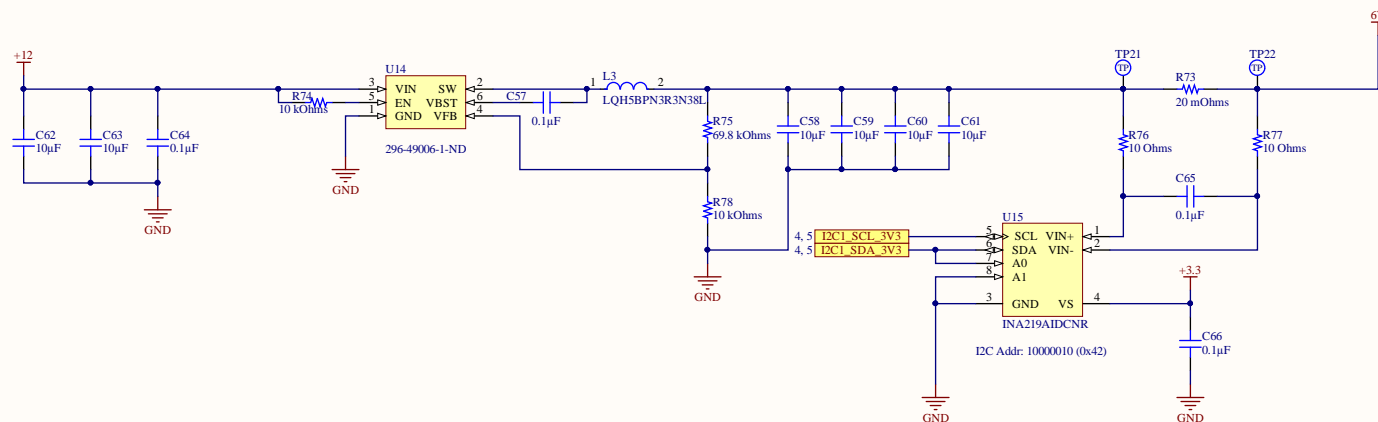 6
TP21
TP22
+12
U14
L3
R73
3
VIN
SW
2
C57
1
2
R74
5
EN
VBST
6
LQH5BPN3R3N38L
20 mOhms
10 kOhms
1
GND
VFB
4
0.1µF
C62
10µF
C63
10µF
C64
0.1µF
296-49006-1-ND
R75
69.8 kOhms
C58
10µF
C59
10µF
C60
10µF
C61
10µF
R76
10 Ohms
R77
10 Ohms
GND
C65
0.1µF
R78
10 kOhms
GND
U15
4, 5
I2C1_SCL_3V3
5
SCL
VIN+
1
4, 5
I2C1_SDA_3V3
6
SDA
VIN-
2
7
A0
8
A1
+3.3
GND
3
GND
VS
4
INA219AIDCNR
I2C Addr: 10000010 (0x42)
C66
0.1µF
GND
GND
TP
TP